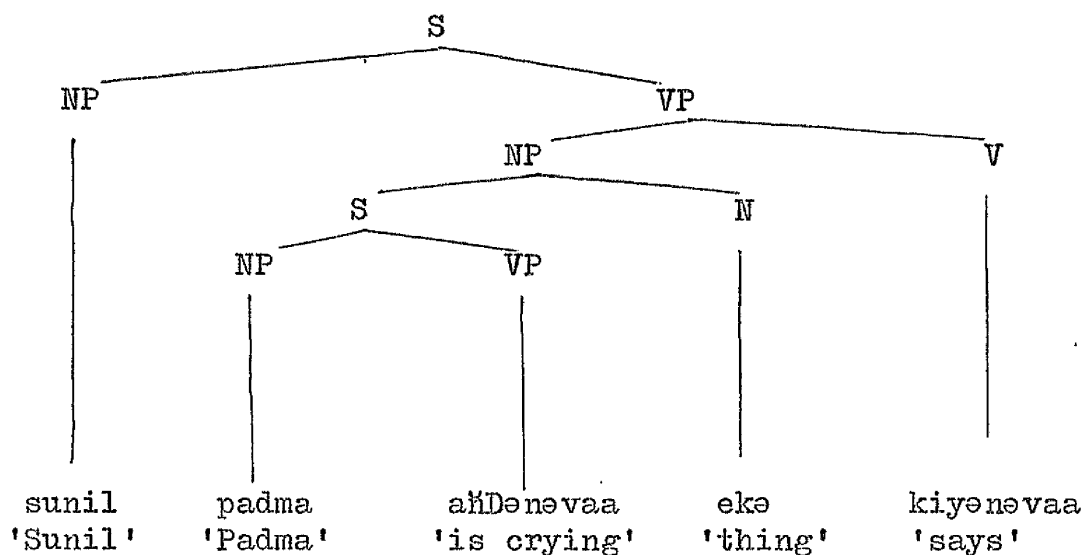 S
NP VP
NP V
S N
NP VP
sunil padma aňDənəvaa ekə kiyənəvaa
'Sunil' 'Padma' 'is crying' 'thing' 'says'